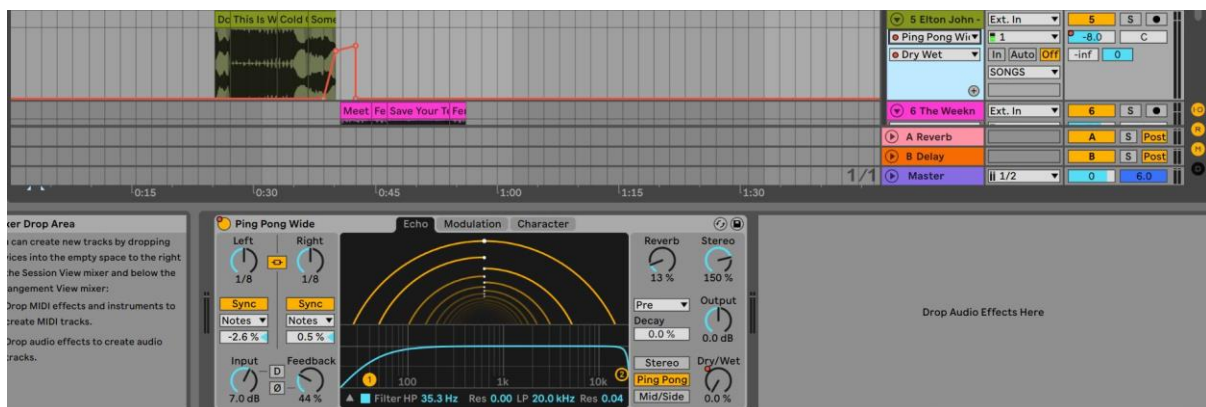 Do This Is W Cold ( Some
5 Elton John - Ext. In 5 S
Ping Pong Wi 1 -8.0 C
Dry Wet In Auto Off -inf 0
SONGS
Meet Fe Save Your T Fe
6 The Weekn Ext. In 6 S
A Reverb A S Post
B Delay B S Post
1/1 Master 1/2 0 6.0
0:15 0:30 0:45 1:00 1:15 1:30
I O
R
M
D
xer Drop Area
can create new tracks by dropping
ices into the empty space to the right
the Session View mixer and below the
angement View mixer:
Drop MIDI effects and instruments to
create MIDI tracks.
Drop audio effects to create audio
tracks.
Ping Pong Wide Echo Modulation Character
Left Right
1/8 1/8
Sync Sync
Notes Notes
-2.6 % 0.5 %
Input D Feedback
Ø
7.0 dB 44 %
1 100 1k 10k 2
Filter HP 35.3 Hz Res 0.00 LP 20.0 kHz Res 0.04
Reverb Stereo
13 % 150 %
Pre Output
Decay
0.0 % 0.0 dB
Stereo Dry/Wet
Ping Pong
Mid/Side 0.0 %
Drop Audio Effects Here